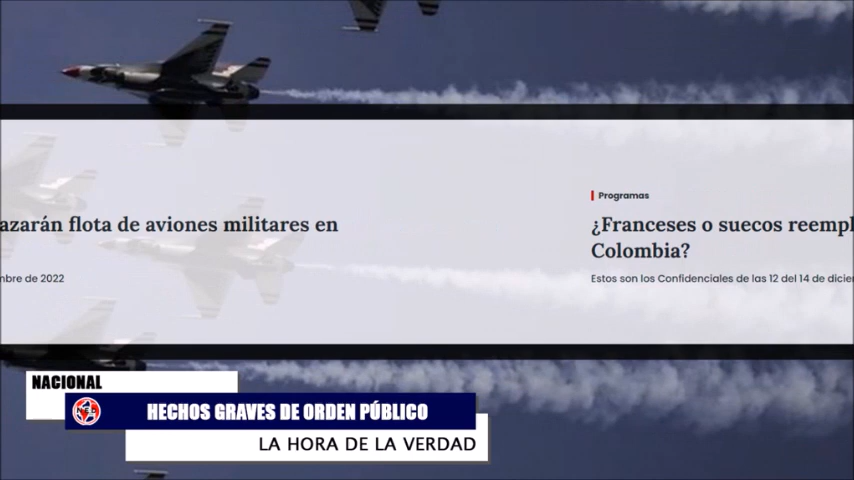 azarán flota de aviones militares en
mbre de 2022
Programas
¿Franceses o suecos reempl
Colombia?
Estos son los Confidenciales de las 12 del 14 de dicie
NACIONAL
HECHOS GRAVES DE ORDEN PÚBLICO
LA HORA DE LA VERDAD